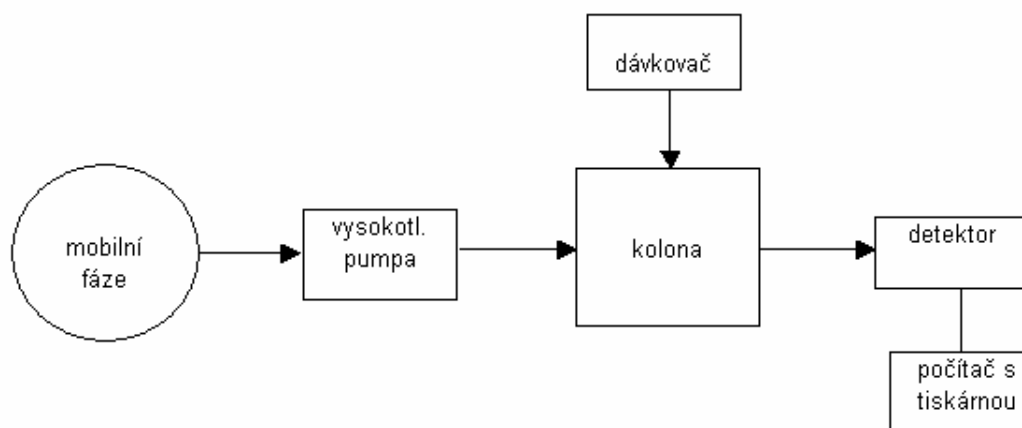 dávkovač
mobilní
fáze
vysokotl.
pumpa
kolona
detektor
počítač s
tiskárnou